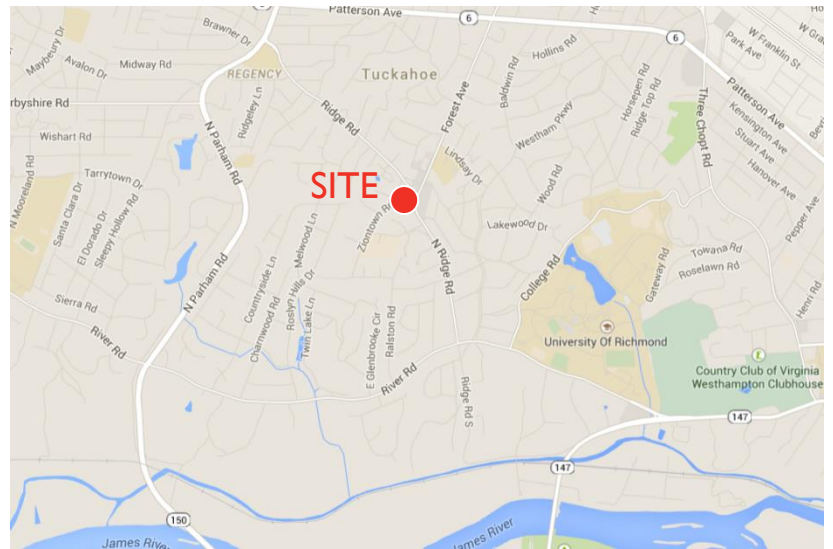 Patterson Ave
6
Brawner Dr
Maybeury Dr
Avalon Dr
Midway Rd
REGENCY
Tuckahoe
Hollins Rd
6
Park Ave
W Franklin St
W Gra
Baldwin Rd
Forest Ave
Ridge Rd
Ridgeley Ln
rbyshire Rd
N Parham Rd
Wishart Rd
Westham Pkwy
Horsepen Rd
Ridge Top Rd
Three Chopt Rd
Patterson Ave
Kensington Ave
Stuart Ave
Hanover Ave
Bevri
Lindsay Dr
Wood Rd
N Mooreland Rd
Tarrytown Dr
Santa Clara Dr
El Dorado Dr
Sleepy Hollow Rd
SITE
Ziontown R
Lakewood Dr
Pepper Ave
Melwood Ln
Countryside Ln
N Ridge Rd
College Rd
Gateway Rd
Towana Rd
Roselawn Rd
Henri Rd
Sierra Rd
N Parham Rd
Roslyn Hills Dr
Charnwood Rd
Twin Lake Ln
River Rd
E Glenbrooke Cir
Ralston Rd
University Of Richmond
Country Club of Virginia
Westhampton Clubhouse
River Rd
Ridge Rd S
147
147
150
James River
James River